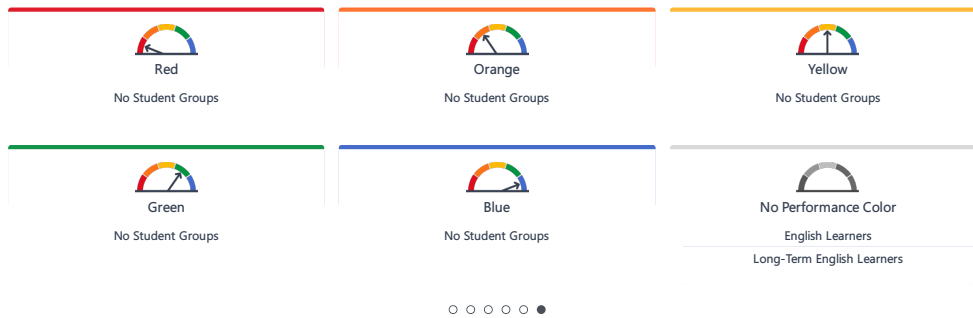 Red
No Student Groups
Orange
No Student Groups
Yellow
No Student Groups
Green
No Student Groups
Blue
No Student Groups
No Performance Color
English Learners
Long-Term English Learners